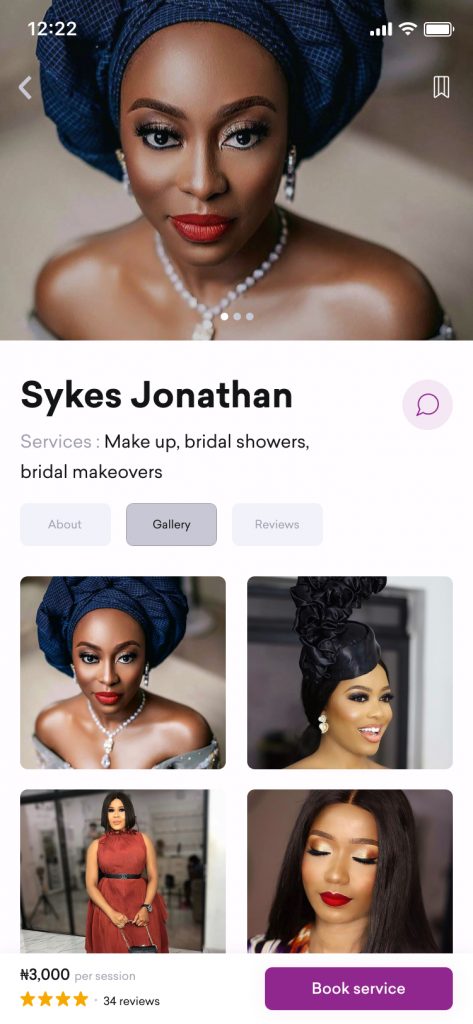 12:22
Sykes Jonathan
Services : Make up, bridal showers,
bridal makeovers
About
Gallery
Reviews
₦3,000 per session
34 reviews
Book service